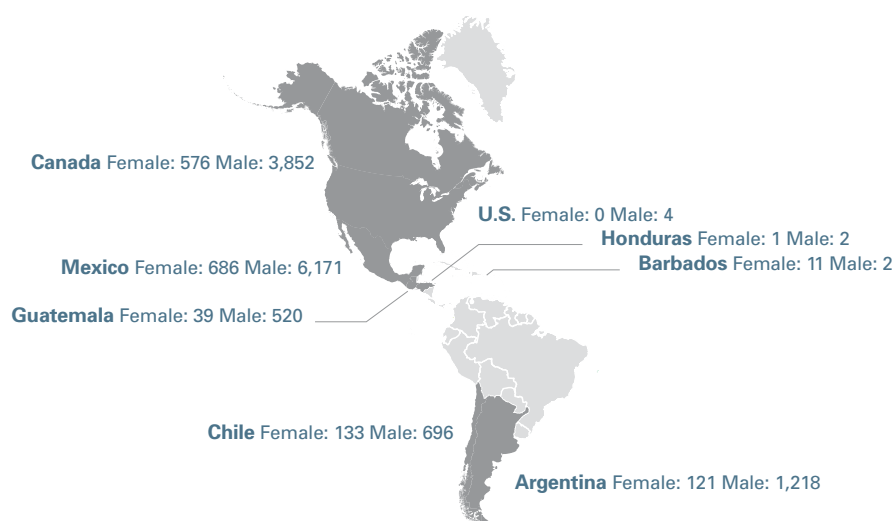 Canada Female: 576 Male: 3,852
U.S. Female: 0 Male: 4
Honduras Female: 1 Male: 2
Barbados Female: 11 Male: 2
Mexico Female: 686 Male: 6,171
Guatemala Female: 39 Male: 520
Chile Female: 133 Male: 696
Argentina Female: 121 Male: 1,218